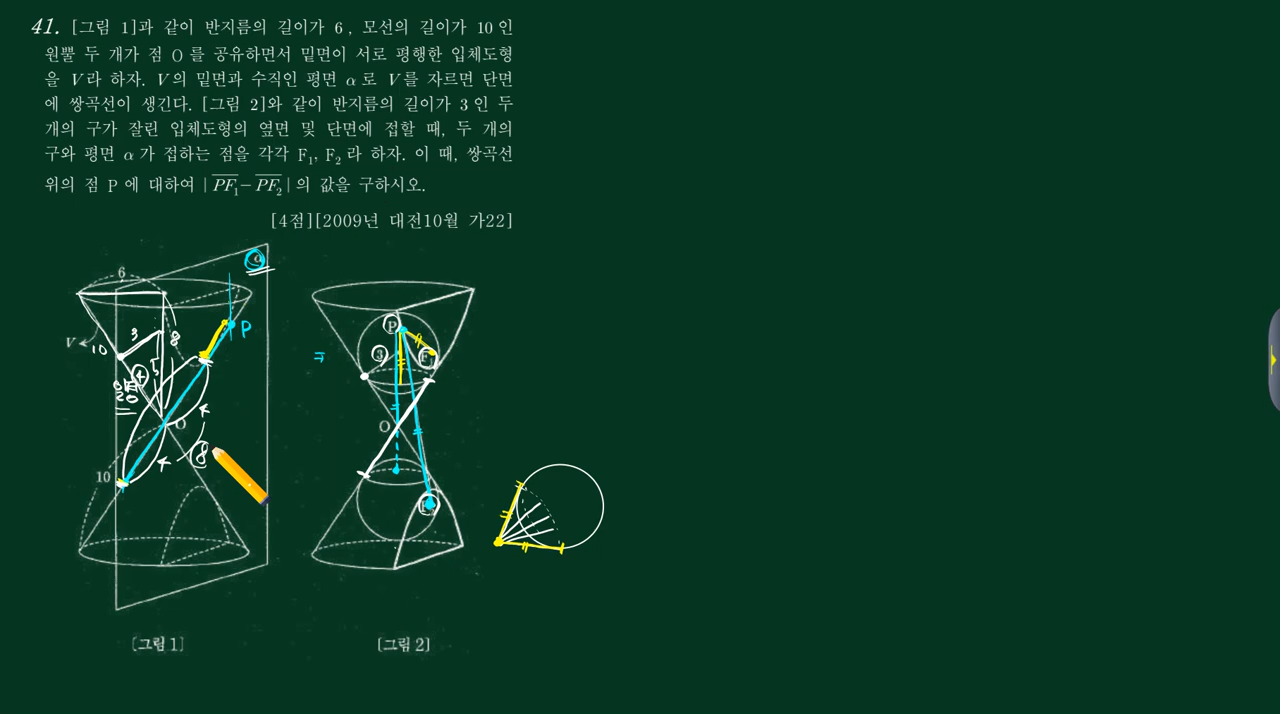 41. [그림 1]과 같이 반지름의 길이가 6, 모선의 길이가 10인
원뿔 두 개가 점 O를 공유하면서 밑면이 서로 평행한 입체도형
을 V라 하자. V의 밑면과 수직인 평면 α로 V를 자르면 단면
에 쌍곡선이 생긴다. [그림 2]와 같이 반지름의 길이가 3인 두
개의 구가 잘린 입체도형의 옆면 및 단면에 접할 때, 두 개의
구와 평면 α가 접하는 점을 각각 F₁, F₂라 하자. 이 때, 쌍곡선
위의 점 P에 대하여 |PF₁-PF₂|의 값을 구하시오.
[4점][2009년 대전10월 가22]
6
α
P
V
3
8
10
5
4
O
4
4
8
10
P
3
F
O
F
[그림 1]
[그림 2]